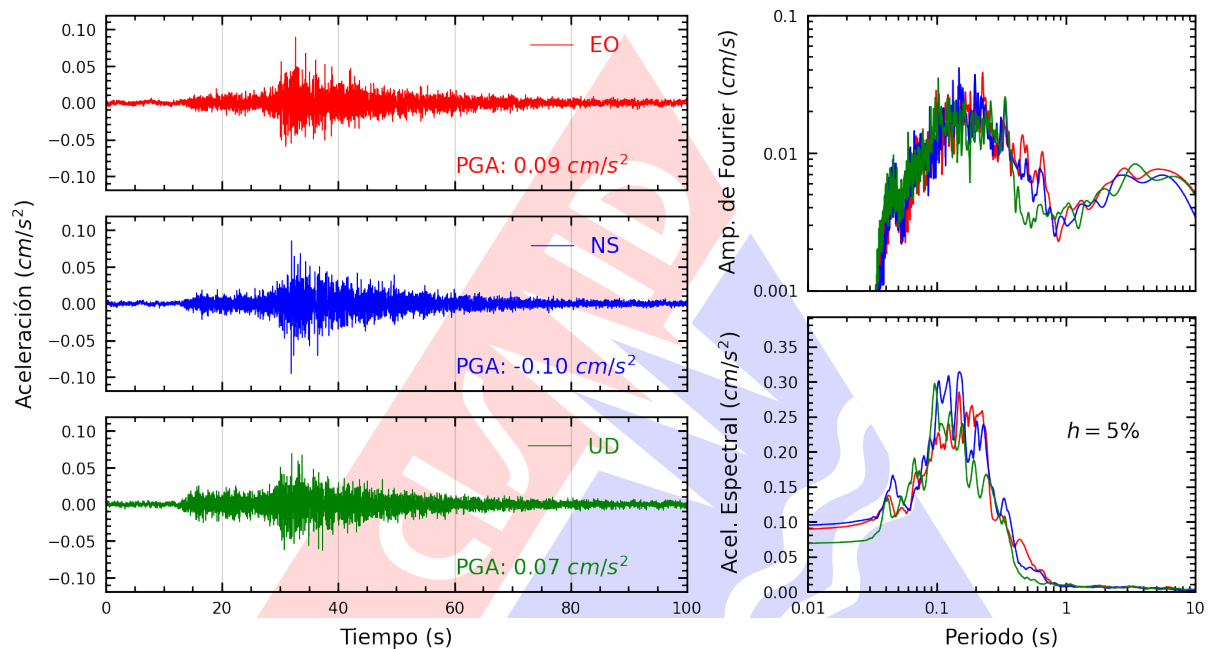 Aceleración (cm/s²)
0.10
0.05
0.00
−0.05
−0.10
EO
PGA: 0.09 cm/s²
0.10
0.05
0.00
−0.05
−0.10
NS
PGA: -0.10 cm/s²
0.10
0.05
0.00
−0.05
−0.10
UD
PGA: 0.07 cm/s²
0 20 40 60 80 100
Tiempo (s)
Amp. de Fourier (cm/s)
0.1
0.01
0.001
Acel. Espectral (cm/s²)
0.35
0.30
0.25
0.20
0.15
0.10
0.05
0.00
h = 5%
0.01 0.1 1 10
Periodo (s)
CISMID